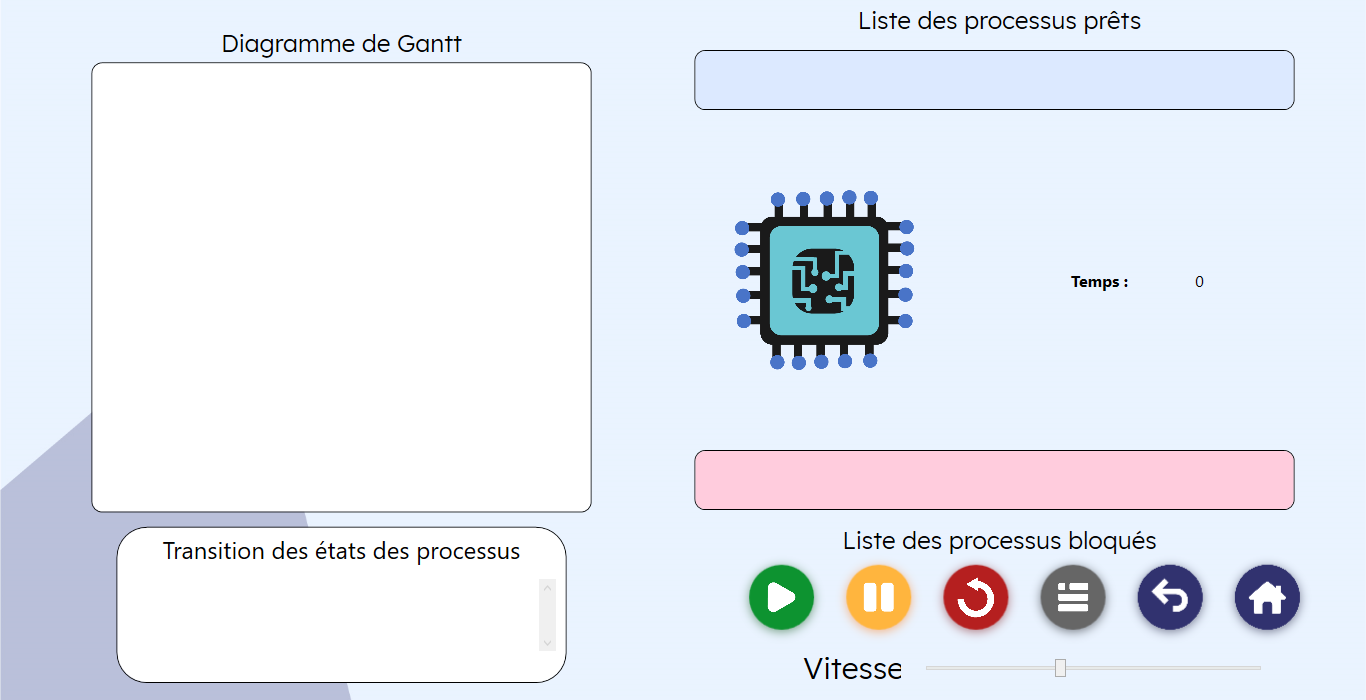 Diagramme de Gantt
Liste des processus prêts
Temps : 0
Transition des états des processus
Liste des processus bloqués
Vitesse